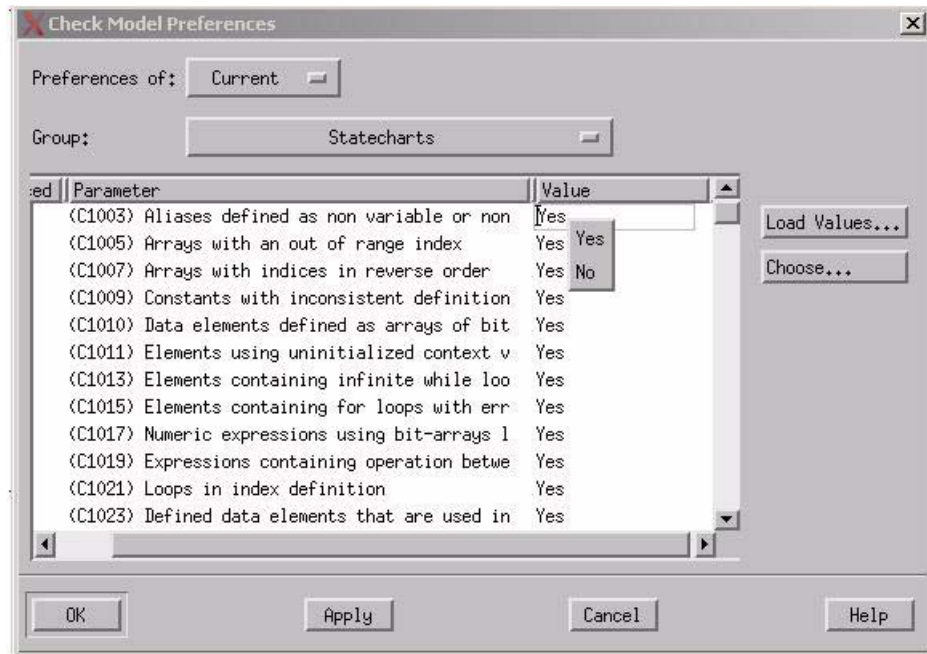 Check Model Preferences
Preferences of: Current
Group: Statecharts
ed Parameter Value
(C1003) Aliases defined as non variable or non Yes
(C1005) Arrays with an out of range index Yes
(C1007) Arrays with indices in reverse order Yes
(C1009) Constants with inconsistent definition Yes
(C1010) Data elements defined as arrays of bit Yes
(C1011) Elements using uninitialized context v Yes
(C1013) Elements containing infinite while loo Yes
(C1015) Elements containing for loops with err Yes
(C1017) Numeric expressions using bit-arrays l Yes
(C1019) Expressions containing operation betwe Yes
(C1021) Loops in index definition Yes
(C1023) Defined data elements that are used in Yes
Yes
No
Load Values...
Choose...
OK Apply Cancel Help